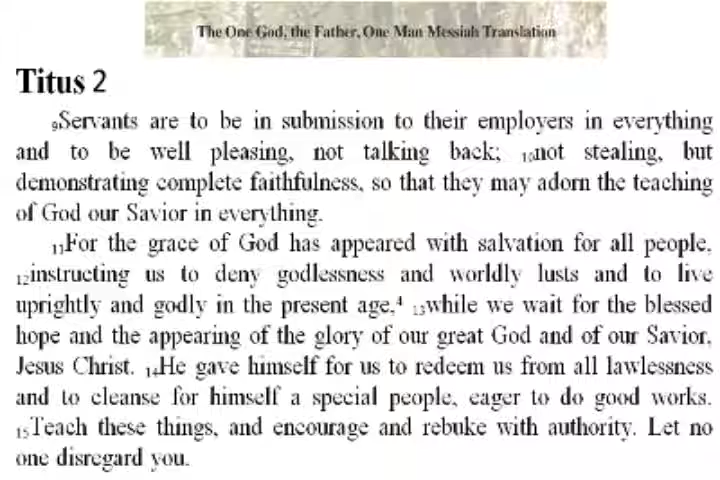 The One God, the Father, One Man Messiah Translation
Titus 2
9Servants are to be in submission to their employers in everything
and to be well pleasing, not talking back; 10not stealing, but
demonstrating complete faithfulness, so that they may adorn the teaching
of God our Savior in everything.
11For the grace of God has appeared with salvation for all people,
12instructing us to deny godlessness and worldly lusts and to live
uprightly and godly in the present age,4 13while we wait for the blessed
hope and the appearing of the glory of our great God and of our Savior,
Jesus Christ. 14He gave himself for us to redeem us from all lawlessness
and to cleanse for himself a special people, eager to do good works.
15Teach these things, and encourage and rebuke with authority. Let no
one disregard you.